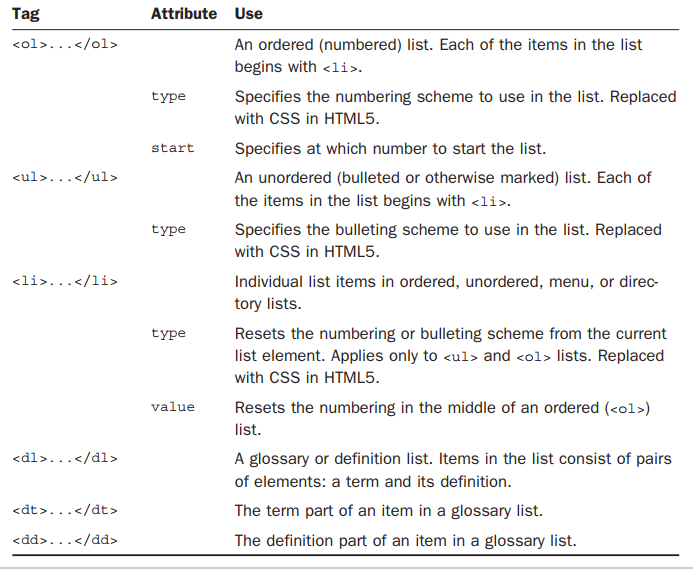 Tag Attribute Use
<ol>...</ol> An ordered (numbered) list. Each of the items in the list
begins with <li>.
type Specifies the numbering scheme to use in the list. Replaced
with CSS in HTML5.
start Specifies at which number to start the list.
<ul>...</ul> An unordered (bulleted or otherwise marked) list. Each of
the items in the list begins with <li>.
type Specifies the bulleting scheme to use in the list. Replaced
with CSS in HTML5.
<li>...</li> Individual list items in ordered, unordered, menu, or direc-
tory lists.
type Resets the numbering or bulleting scheme from the current
list element. Applies only to <ul> and <ol> lists. Replaced
with CSS in HTML5.
value Resets the numbering in the middle of an ordered (<ol>)
list.
<dl>...</dl> A glossary or definition list. Items in the list consist of pairs
of elements: a term and its definition.
<dt>...</dt> The term part of an item in a glossary list.
<dd>...</dd> The definition part of an item in a glossary list.